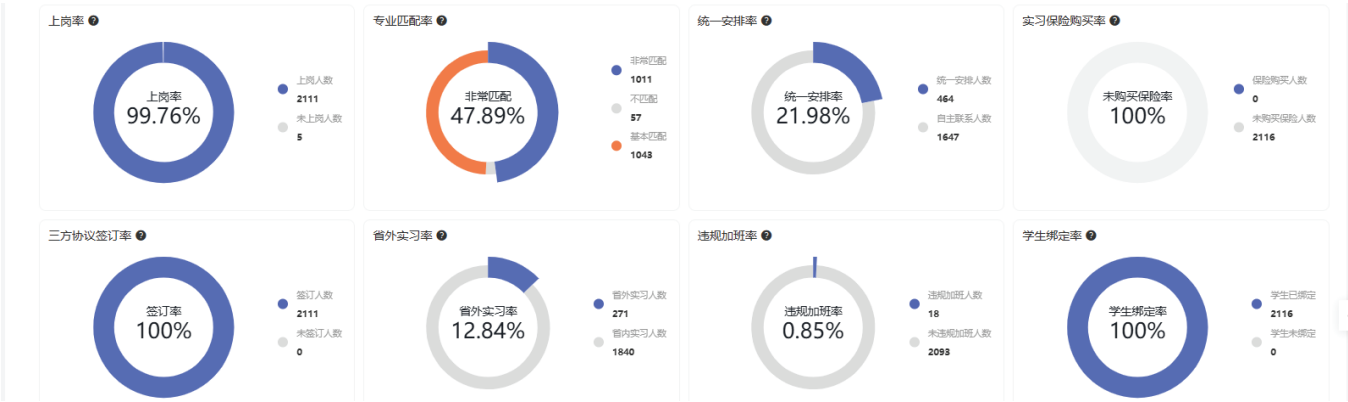 上岗率
上岗率
99.76%
上岗人数
2111
未上岗人数
5
专业匹配率
非常匹配
47.89%
非常匹配
1011
不匹配
57
基本匹配
1043
统一安排率
统一安排率
21.98%
统一安排人数
464
自主联系人数
1647
实习保险购买率
未购买保险率
100%
保险购买人数
0
未购买保险人数
2116
三方协议签订率
签订率
100%
签订人数
2111
未签订人数
0
省外实习率
省外实习率
12.84%
省外实习人数
271
省内实习人数
1840
违规加班率
违规加班率
0.85%
违规加班人数
18
未违规加班人数
2093
学生绑定率
学生绑定率
100%
学生已绑定
2116
学生未绑定
0